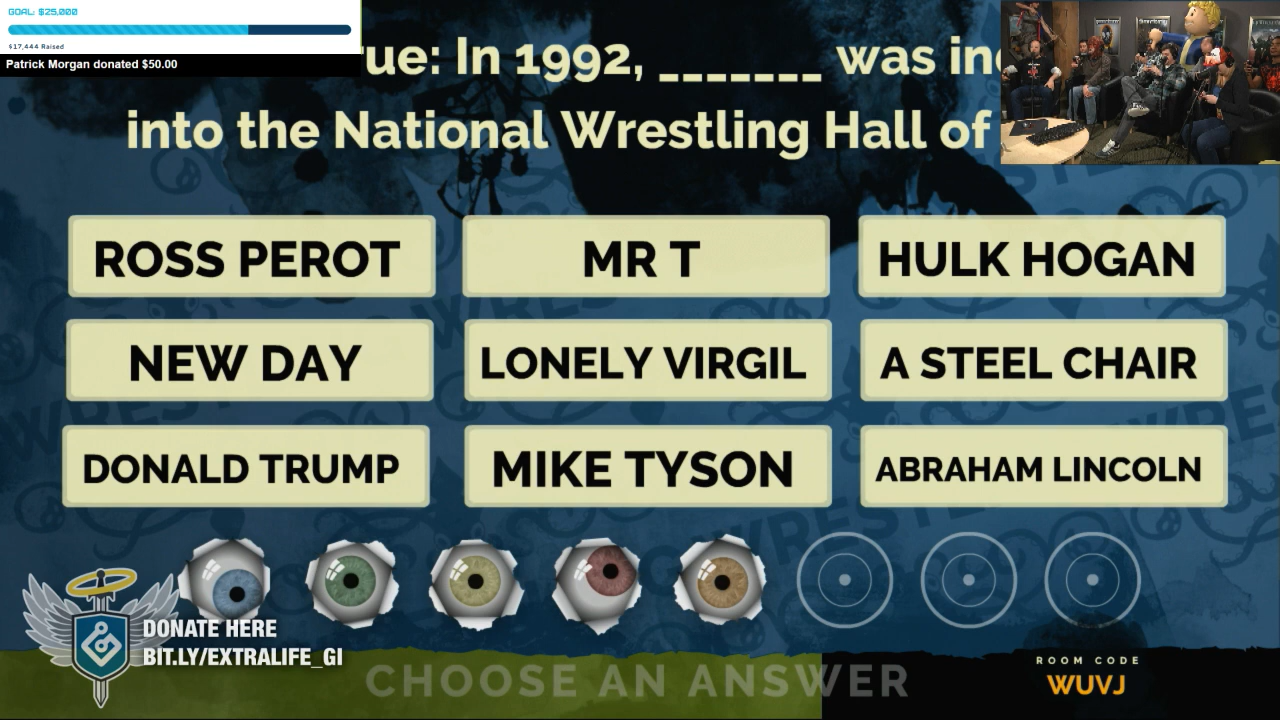 GOAL: $25,000
$17,444 Raised
Patrick Morgan donated $50.00
ue: In 1992, _______ was in
into the National Wrestling Hall of
ROSS PEROT
MR T
HULK HOGAN
NEW DAY
LONELY VIRGIL
A STEEL CHAIR
DONALD TRUMP
MIKE TYSON
ABRAHAM LINCOLN
DONATE HERE
BIT.LY/EXTRALIFE_GI
CHOOSE AN ANSWER
ROOM CODE
WUVJ